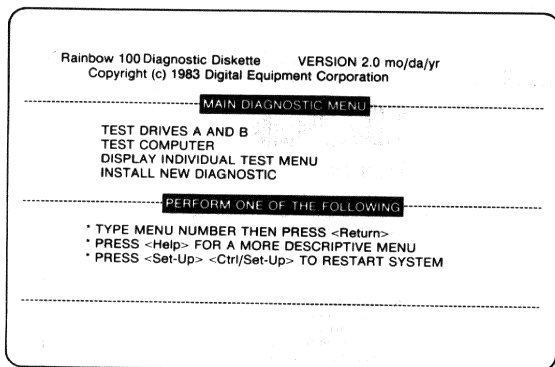 Rainbow 100 Diagnostic Diskette VERSION 2.0 mo/da/yr
Copyright (c) 1983 Digital Equipment Corporation
MAIN DIAGNOSTIC MENU
TEST DRIVES A AND B
TEST COMPUTER
DISPLAY INDIVIDUAL TEST MENU
INSTALL NEW DIAGNOSTIC
PERFORM ONE OF THE FOLLOWING
* TYPE MENU NUMBER THEN PRESS <Return>
* PRESS <Help> FOR A MORE DESCRIPTIVE MENU
* PRESS <Set-Up> <Ctrl/Set-Up> TO RESTART SYSTEM